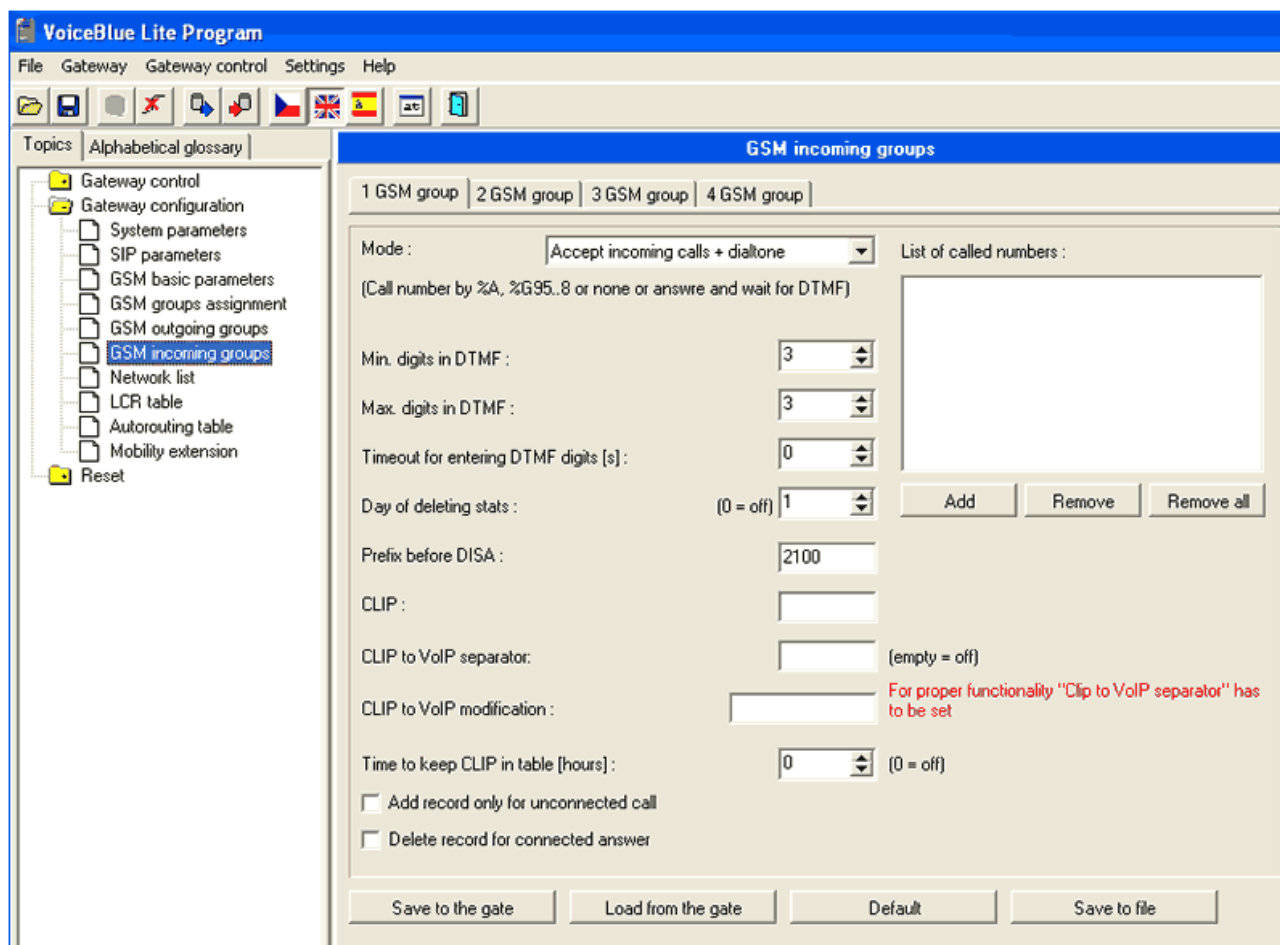 VoiceBlue Lite Program
File Gateway Gateway control Settings Help
at
Topics Alphabetical glossary
Gateway control
Gateway configuration
System parameters
SIP parameters
GSM basic parameters
GSM groups assignment
GSM outgoing groups
GSM incoming groups
Network list
LCR table
Autorouting table
Mobility extension
Reset
GSM incoming groups
1 GSM group 2 GSM group 3 GSM group 4 GSM group
Mode : Accept incoming calls + dialtone List of called numbers :
(Call number by %A, %G95..8 or none or answre and wait for DTMF)
Min. digits in DTMF : 3
Max. digits in DTMF : 3
Timeout for entering DTMF digits [s] : 0
Day of deleting stats : (0 = off) 1 Add Remove Remove all
Prefix before DISA : 2100
CLIP :
CLIP to VoIP separator: (empty = off)
CLIP to VoIP modification : For proper functionality "Clip to VoIP separator" has
to be set
Time to keep CLIP in table [hours] : 0 (0 = off)
Add record only for unconnected call
Delete record for connected answer
Save to the gate Load from the gate Default Save to file